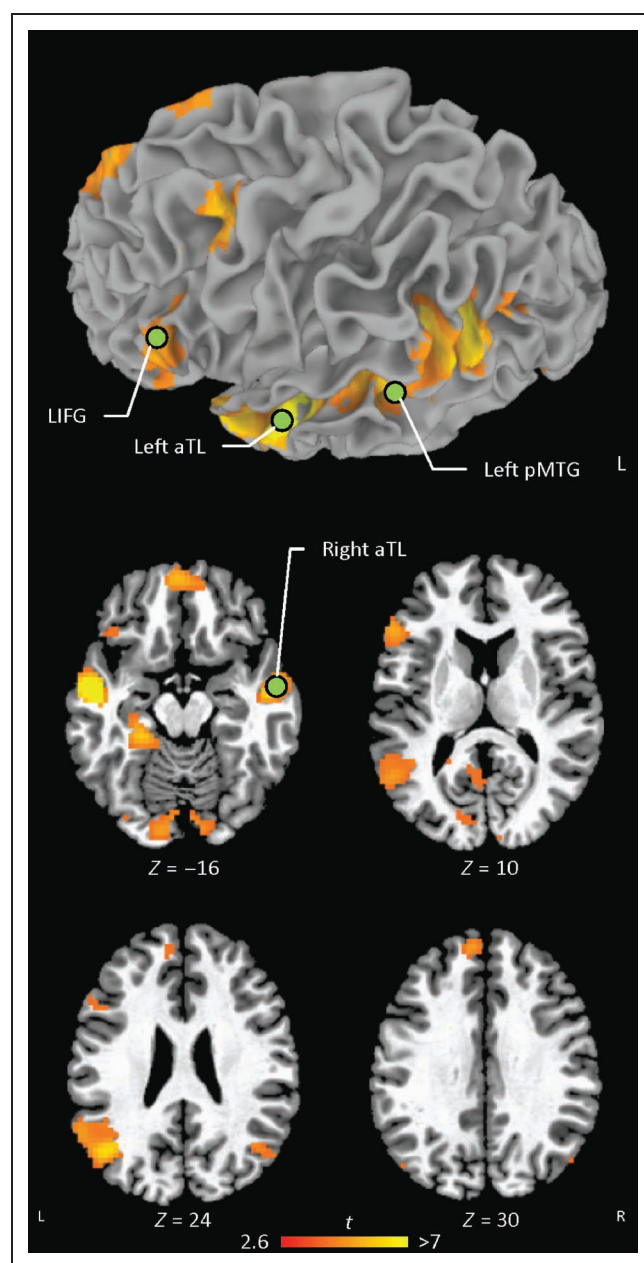 LIFG
Left aTL
Left pMTG
L
Right aTL
Z = –16
Z = 10
Z = 24
Z = 30
L
R
t
2.6
>7